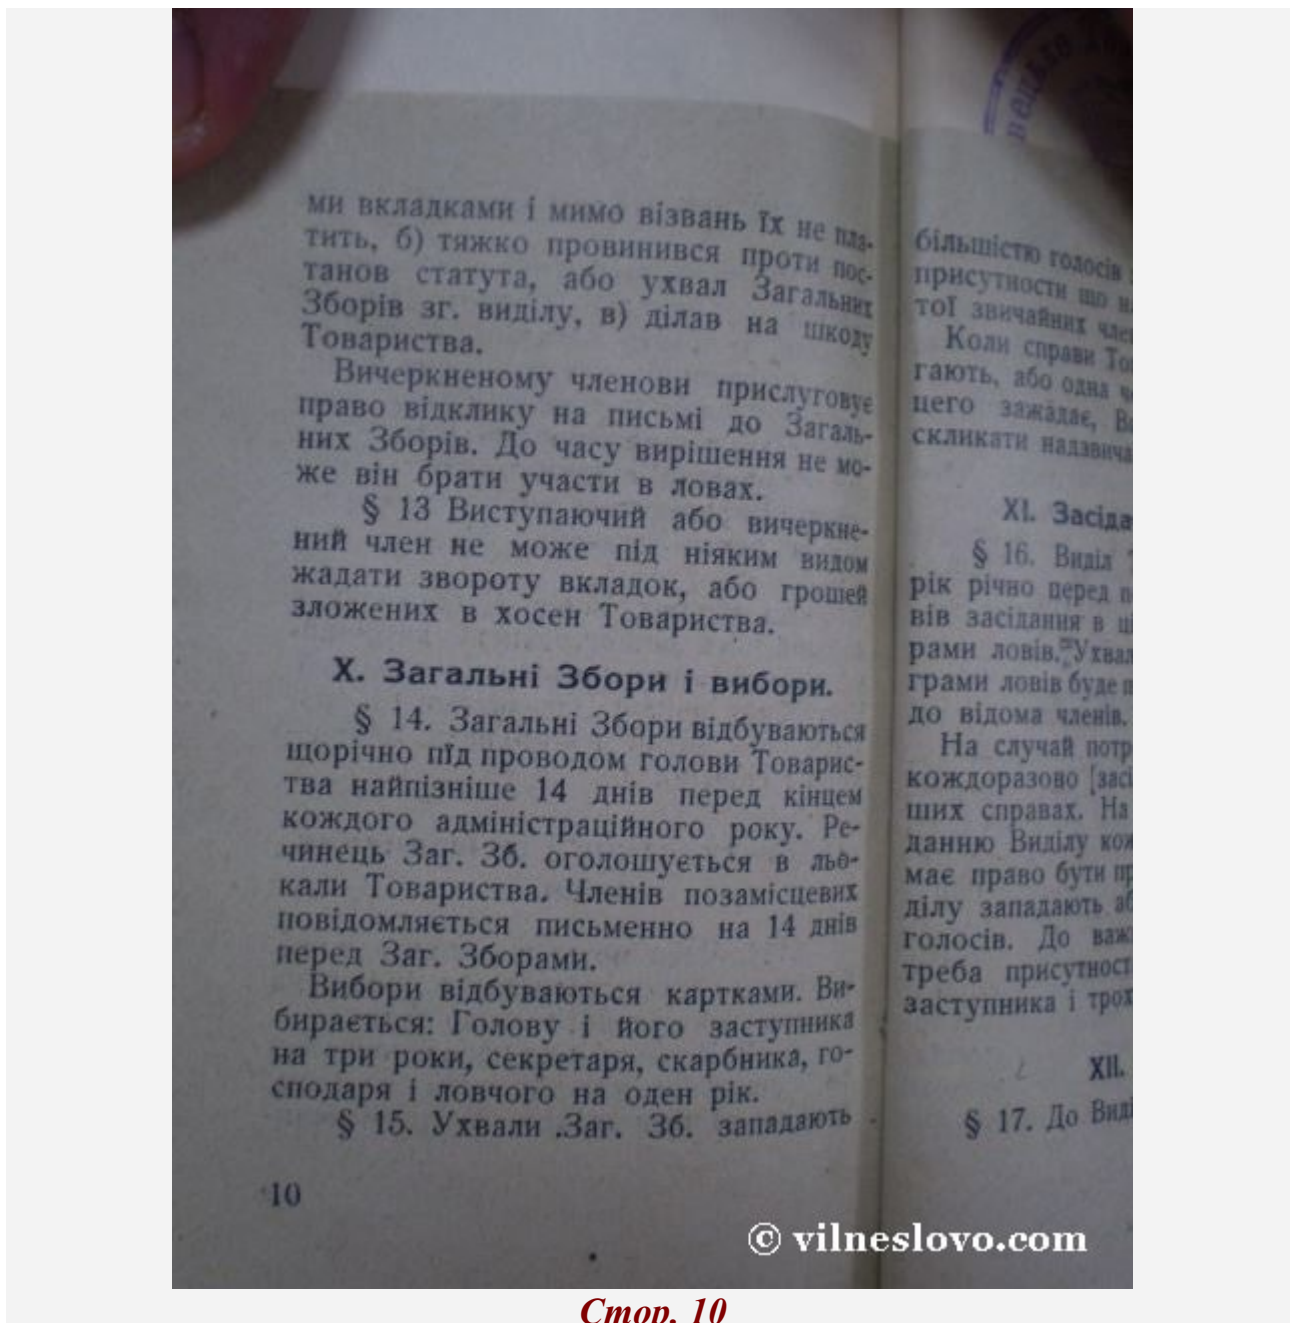 ми вкладками і мимо візвань їх не пла-
тить, б) тяжко провинився проти пос-
танов статута, або ухвал Загальних
Зборів зг. виділу, в) ділав на шкоду
Товариства.
Вичеркненому членови прислуговує
право відклику на письмі до Загаль-
них Зборів. До часу вирішення не мо-
же він брати участи в ловах.
§ 13 Виступаючий або вичеркне-
ний член не може під ніяким видом
жадати звороту вкладок, або грошей
зложених в хосен Товариства.
X. Загальні Збори і вибори.
§ 14. Загальні Збори відбуваються
щорічно під проводом голови Товарис-
тва найпізніше 14 днів перед кінцем
кождого адміністраційного року. Ре-
чинець Заг. Зб. оголошується в льо-
кали Товариства. Членів позамісцевих
повідомляється письменно на 14 днів
перед Заг. Зборами.
Вибори відбуваються картками. Ви-
бирається: Голову і його заступника
на три роки, секретаря, скарбника, го-
сподаря і ловчого на оден рік.
§ 15. Ухвали .Заг. Зб. западають
10
більшістю голосів
присутности що
тої звичайних
Коли справи
гають, або одна
цего зажадає,
скликати
XI.
§ 16. Виділ
рік річно перед
вів засідання в
рами ловів.
грами ловів буде
до відома членів.
На случай
кождоразово
ших справах. На
данню Виділу
має право бути
ділу западають
голосів. До
треба
заступника і
XII.
§ 17. До
© vilneslovo.com
Стор. 10